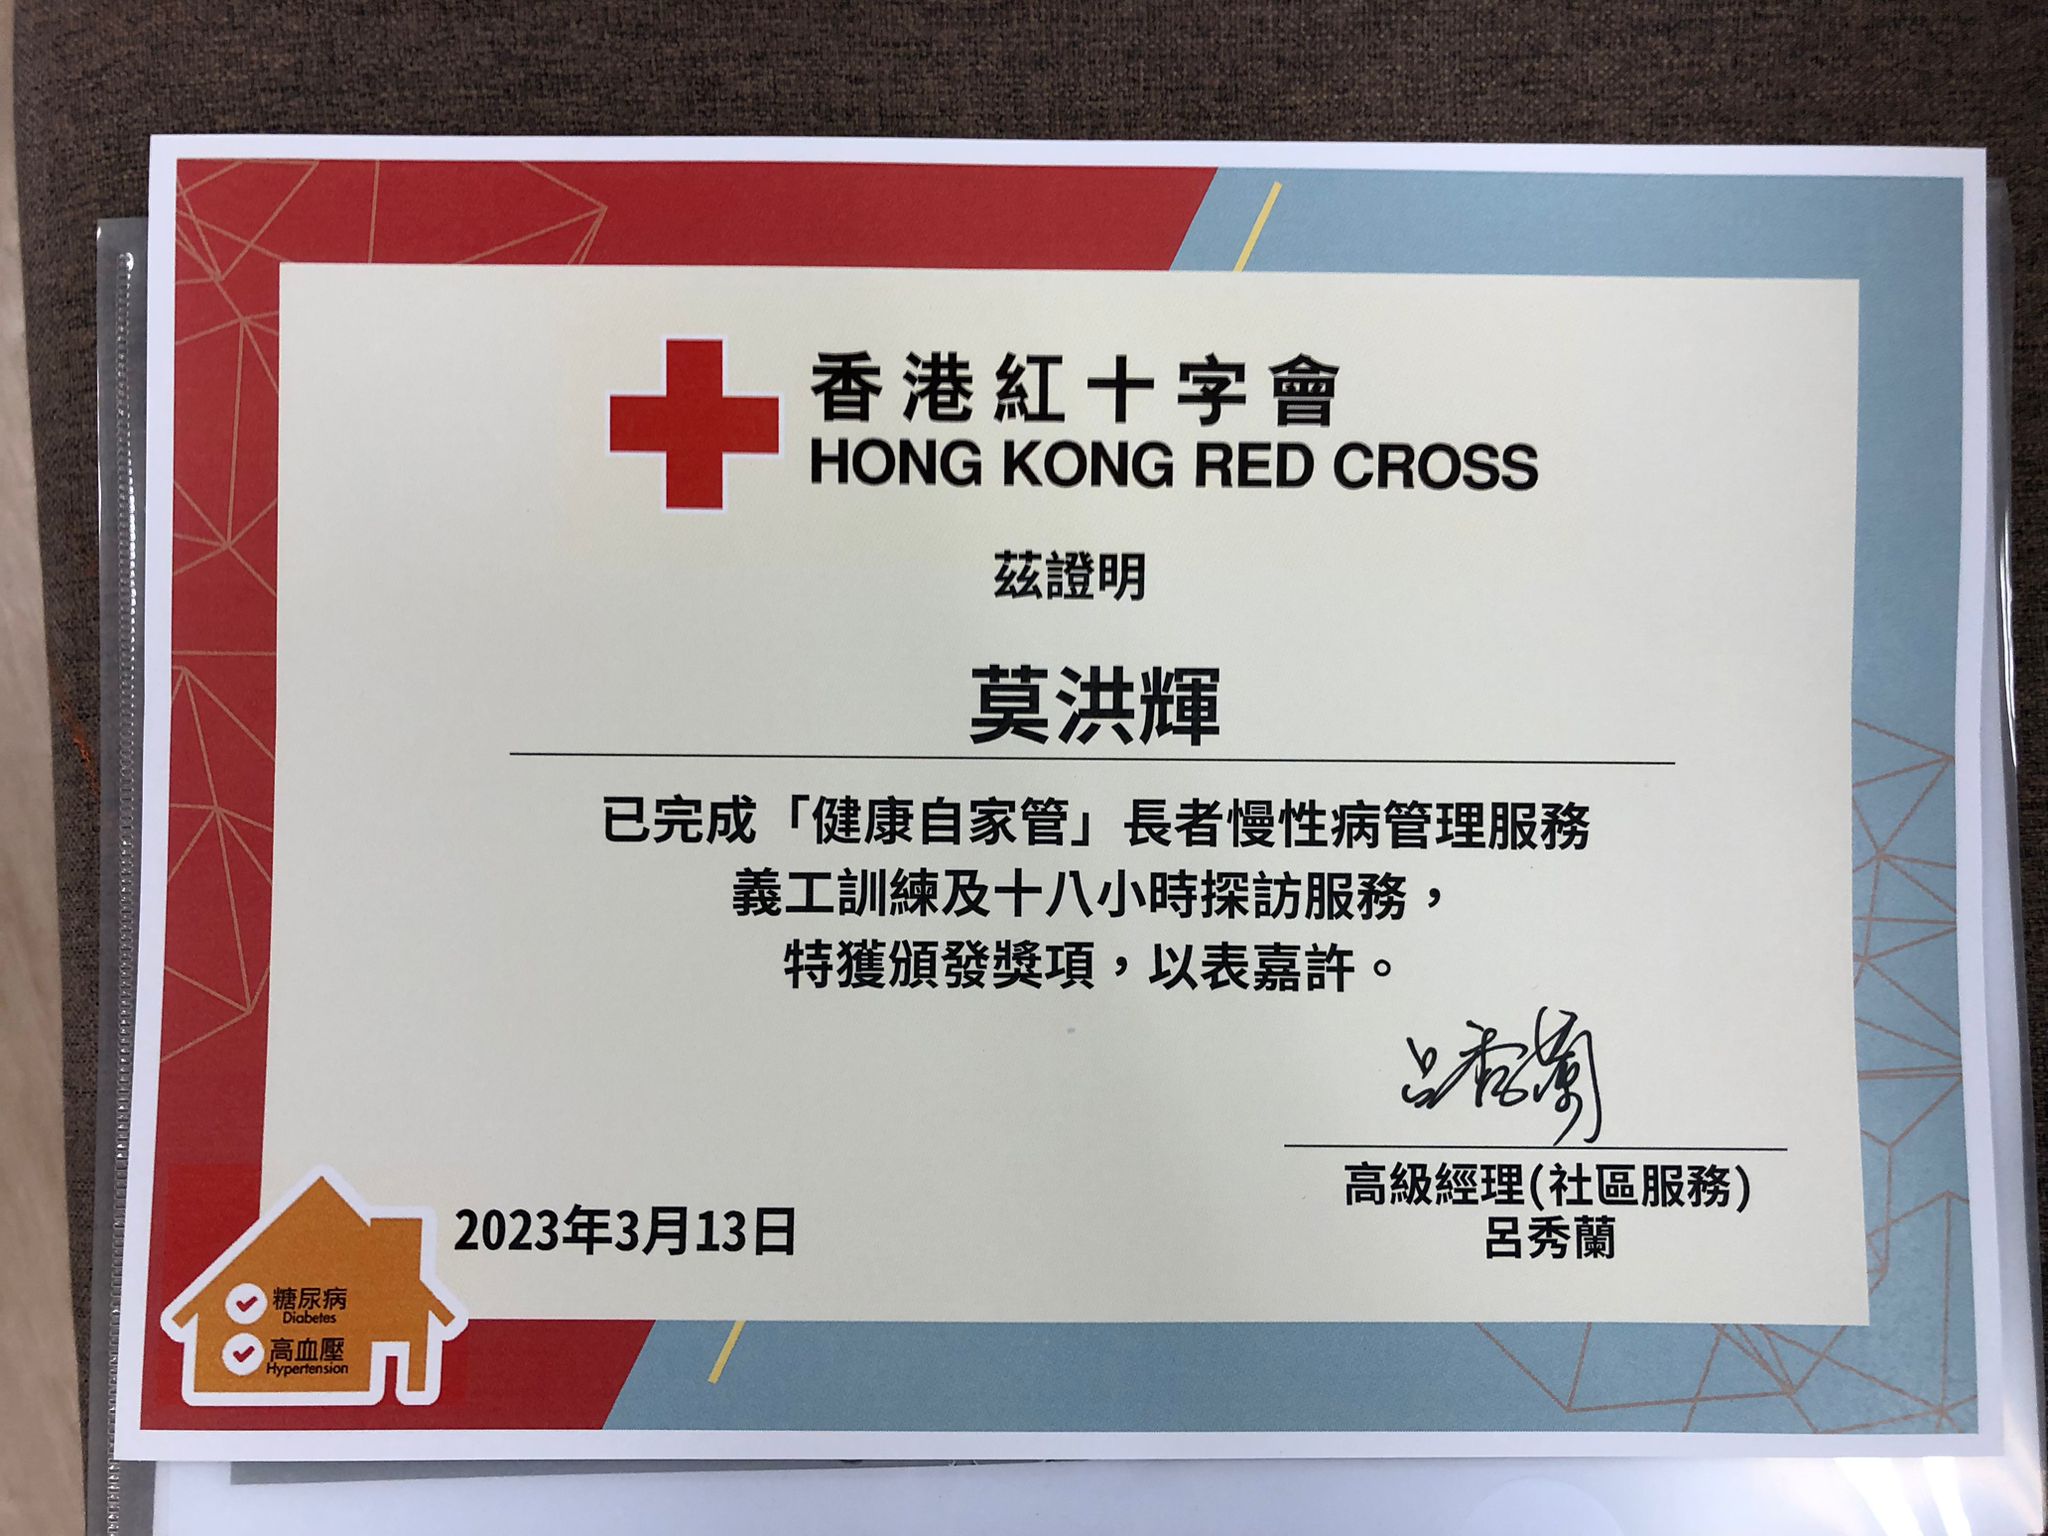 香港紅十字會
HONG KONG RED CROSS
茲證明
莫洪輝
已完成「健康自家管」長者慢性病管理服務
義工訓練及十八小時探訪服務，
特獲頒發獎項，以表嘉許。
呂秀蘭
高級經理(社區服務)
呂秀蘭
2023年3月13日
糖尿病
Diabetes
高血壓
Hypertension